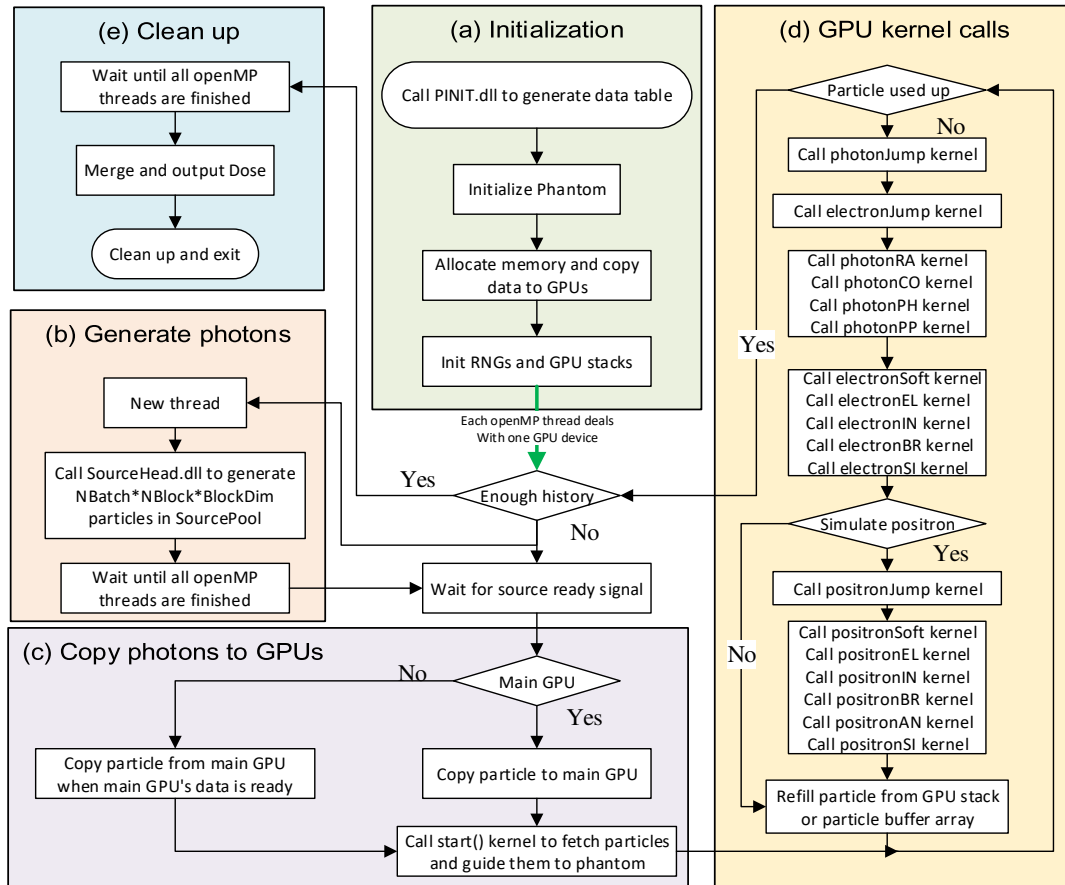 (e) Clean up
Wait until all openMP
threads are finished
Merge and output Dose
Clean up and exit
(a) Initialization
Call PINIT.dll to generate data table
Initialize Phantom
Allocate memory and copy
data to GPUs
Init RNGs and GPU stacks
Each openMP thread deals
With one GPU device
Enough history
Yes
No
Wait for source ready signal
(b) Generate photons
New thread
Call SourceHead.dll to generate
NBatch*NBlock*BlockDim
particles in SourcePool
Wait until all openMP
threads are finished
(c) Copy photons to GPUs
Main GPU
No
Yes
Copy particle from main GPU
when main GPU's data is ready
Copy particle to main GPU
Call start() kernel to fetch particles
and guide them to phantom
(d) GPU kernel calls
Particle used up
No
Yes
Call photonJump kernel
Call electronJump kernel
Call photonRA kernel
Call photonCO kernel
Call photonPH kernel
Call photonPP kernel
Call electronSoft kernel
Call electronEL kernel
Call electronIN kernel
Call electronBR kernel
Call electronSI kernel
Simulate positron
Yes
No
Call positronJump kernel
Call positronSoft kernel
Call positronEL kernel
Call positronIN kernel
Call positronBR kernel
Call positronAN kernel
Call positronSI kernel
Refill particle from GPU stack
or particle buffer array